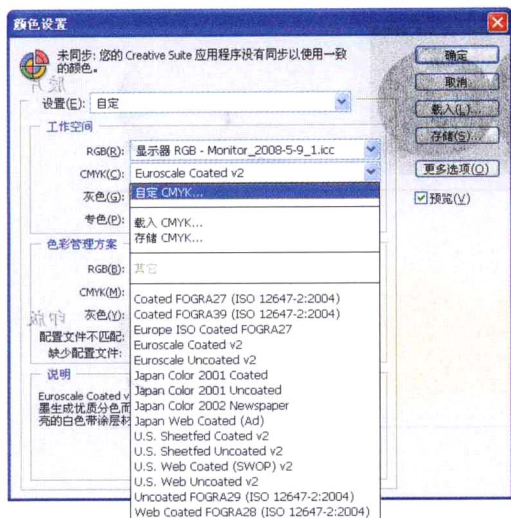 颜色设置
未同步: 您的 Creative Suite 应用程序没有同步以使用一致
的颜色。
确定
取消
载入(L)...
存储(S)...
更多选项(O)
预览(V)
设置(E): 自定
工作空间
RGB(R): 显示器 RGB - Monitor_2008-5-9_1.icc
CMYK(C): Euroscale Coated v2
灰色(G): 自定 CMYK...
专色(P): 载入 CMYK...
存储 CMYK...
色彩管理方案
RGB(B): 其它
CMYK(M): Coated FOGRA27 (ISO 12647-2:2004)
灰色(Y): Coated FOGRA39 (ISO 12647-2:2004)
配置文件不匹配: Europe ISO Coated FOGRA27
Euroscale Coated v2
缺少配置文件: Euroscale Uncoated v2
说明
Japan Color 2001 Coated
Euroscale Coated v
Japan Color 2001 Uncoated
墨生成优质分色而
Japan Color 2002 Newspaper
亮的白色带涂层材
Japan Web Coated (Ad)
U.S. Sheetfed Coated v2
U.S. Sheetfed Uncoated v2
U.S. Web Coated (SWOP) v2
U.S. Web Uncoated v2
Uncoated FOGRA29 (ISO 12647-2:2004)
Web Coated FOGRA28 (ISO 12647-2:2004)